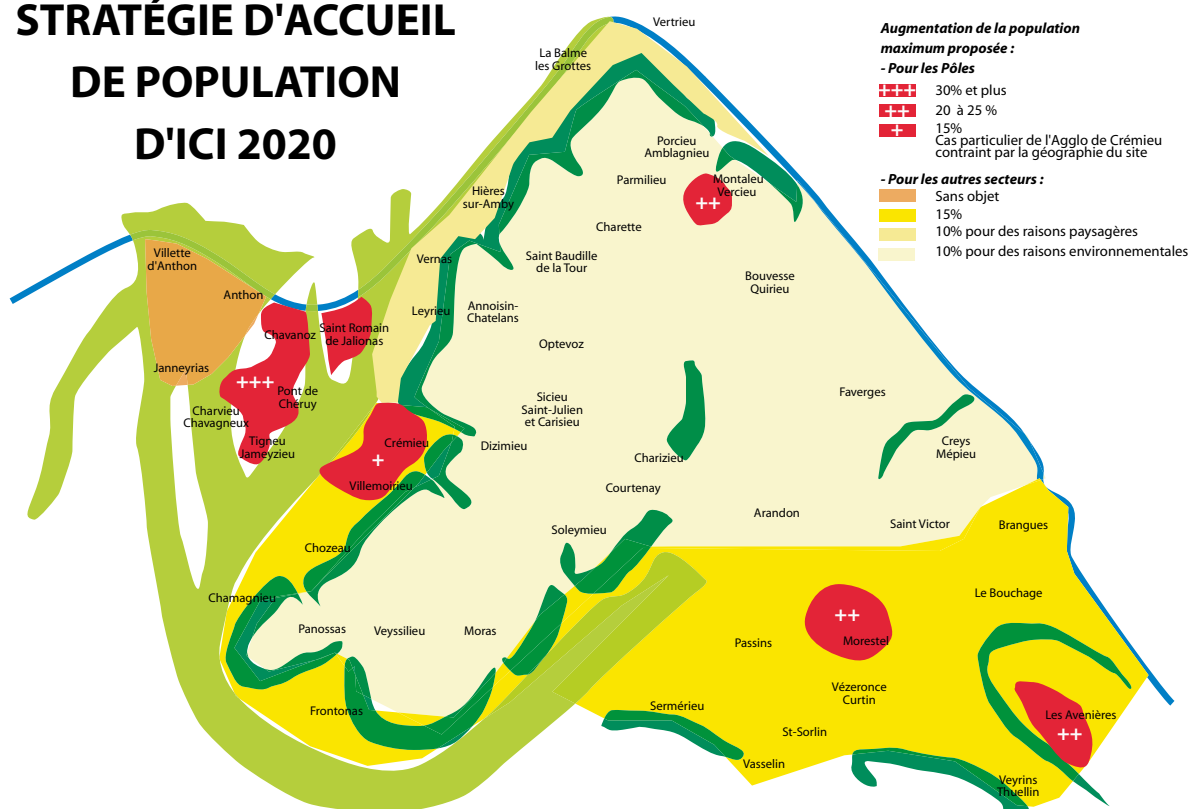 STRATÉGIE D'ACCUEIL
DE POPULATION
D'ICI 2020
Augmentation de la population
maximum proposée :
- Pour les Pôles
+++ 30% et plus
++ 20 à 25 %
+ 15%
Cas particulier de l'Agglo de Crémieu
contraint par la géographie du site
- Pour les autres secteurs :
Sans objet
15%
10% pour des raisons paysagères
10% pour des raisons environnementales
Vertrieu
La Balme
les Grottes
Porcieu
Amblagnieu
Parmilieu
Montaleu
Vercieu
++
Hières
sur-Amby
Charette
Villette
d'Anthon
Vernas
Saint Baudille
de la Tour
Bouvesse
Quirieu
Anthon
Leyrieu
Annoisin-
Chatelans
Chavanoz
Saint Romain
de Jalionas
Optevoz
Janneyrias
+++
Pont de
Chéruy
Faverges
Charvieu
Chavagneux
Sicieu
Saint-Julien
et Carisieu
Tigneu
Jameyzieu
Crémieu
+
Dizimieu
Creys
Mépieu
Charizieu
Villemoirieu
Courtenay
Arandon
Saint Victor
Brangues
Soleymieu
Chozeau
Chamagnieu
Le Bouchage
++
Morestel
Panossas
Veyssilieu
Moras
Passins
Vézeronce
Curtin
Frontonas
Sermérieu
Les Avenières
++
St-Sorlin
Vasselin
Veyrins
Thuellin